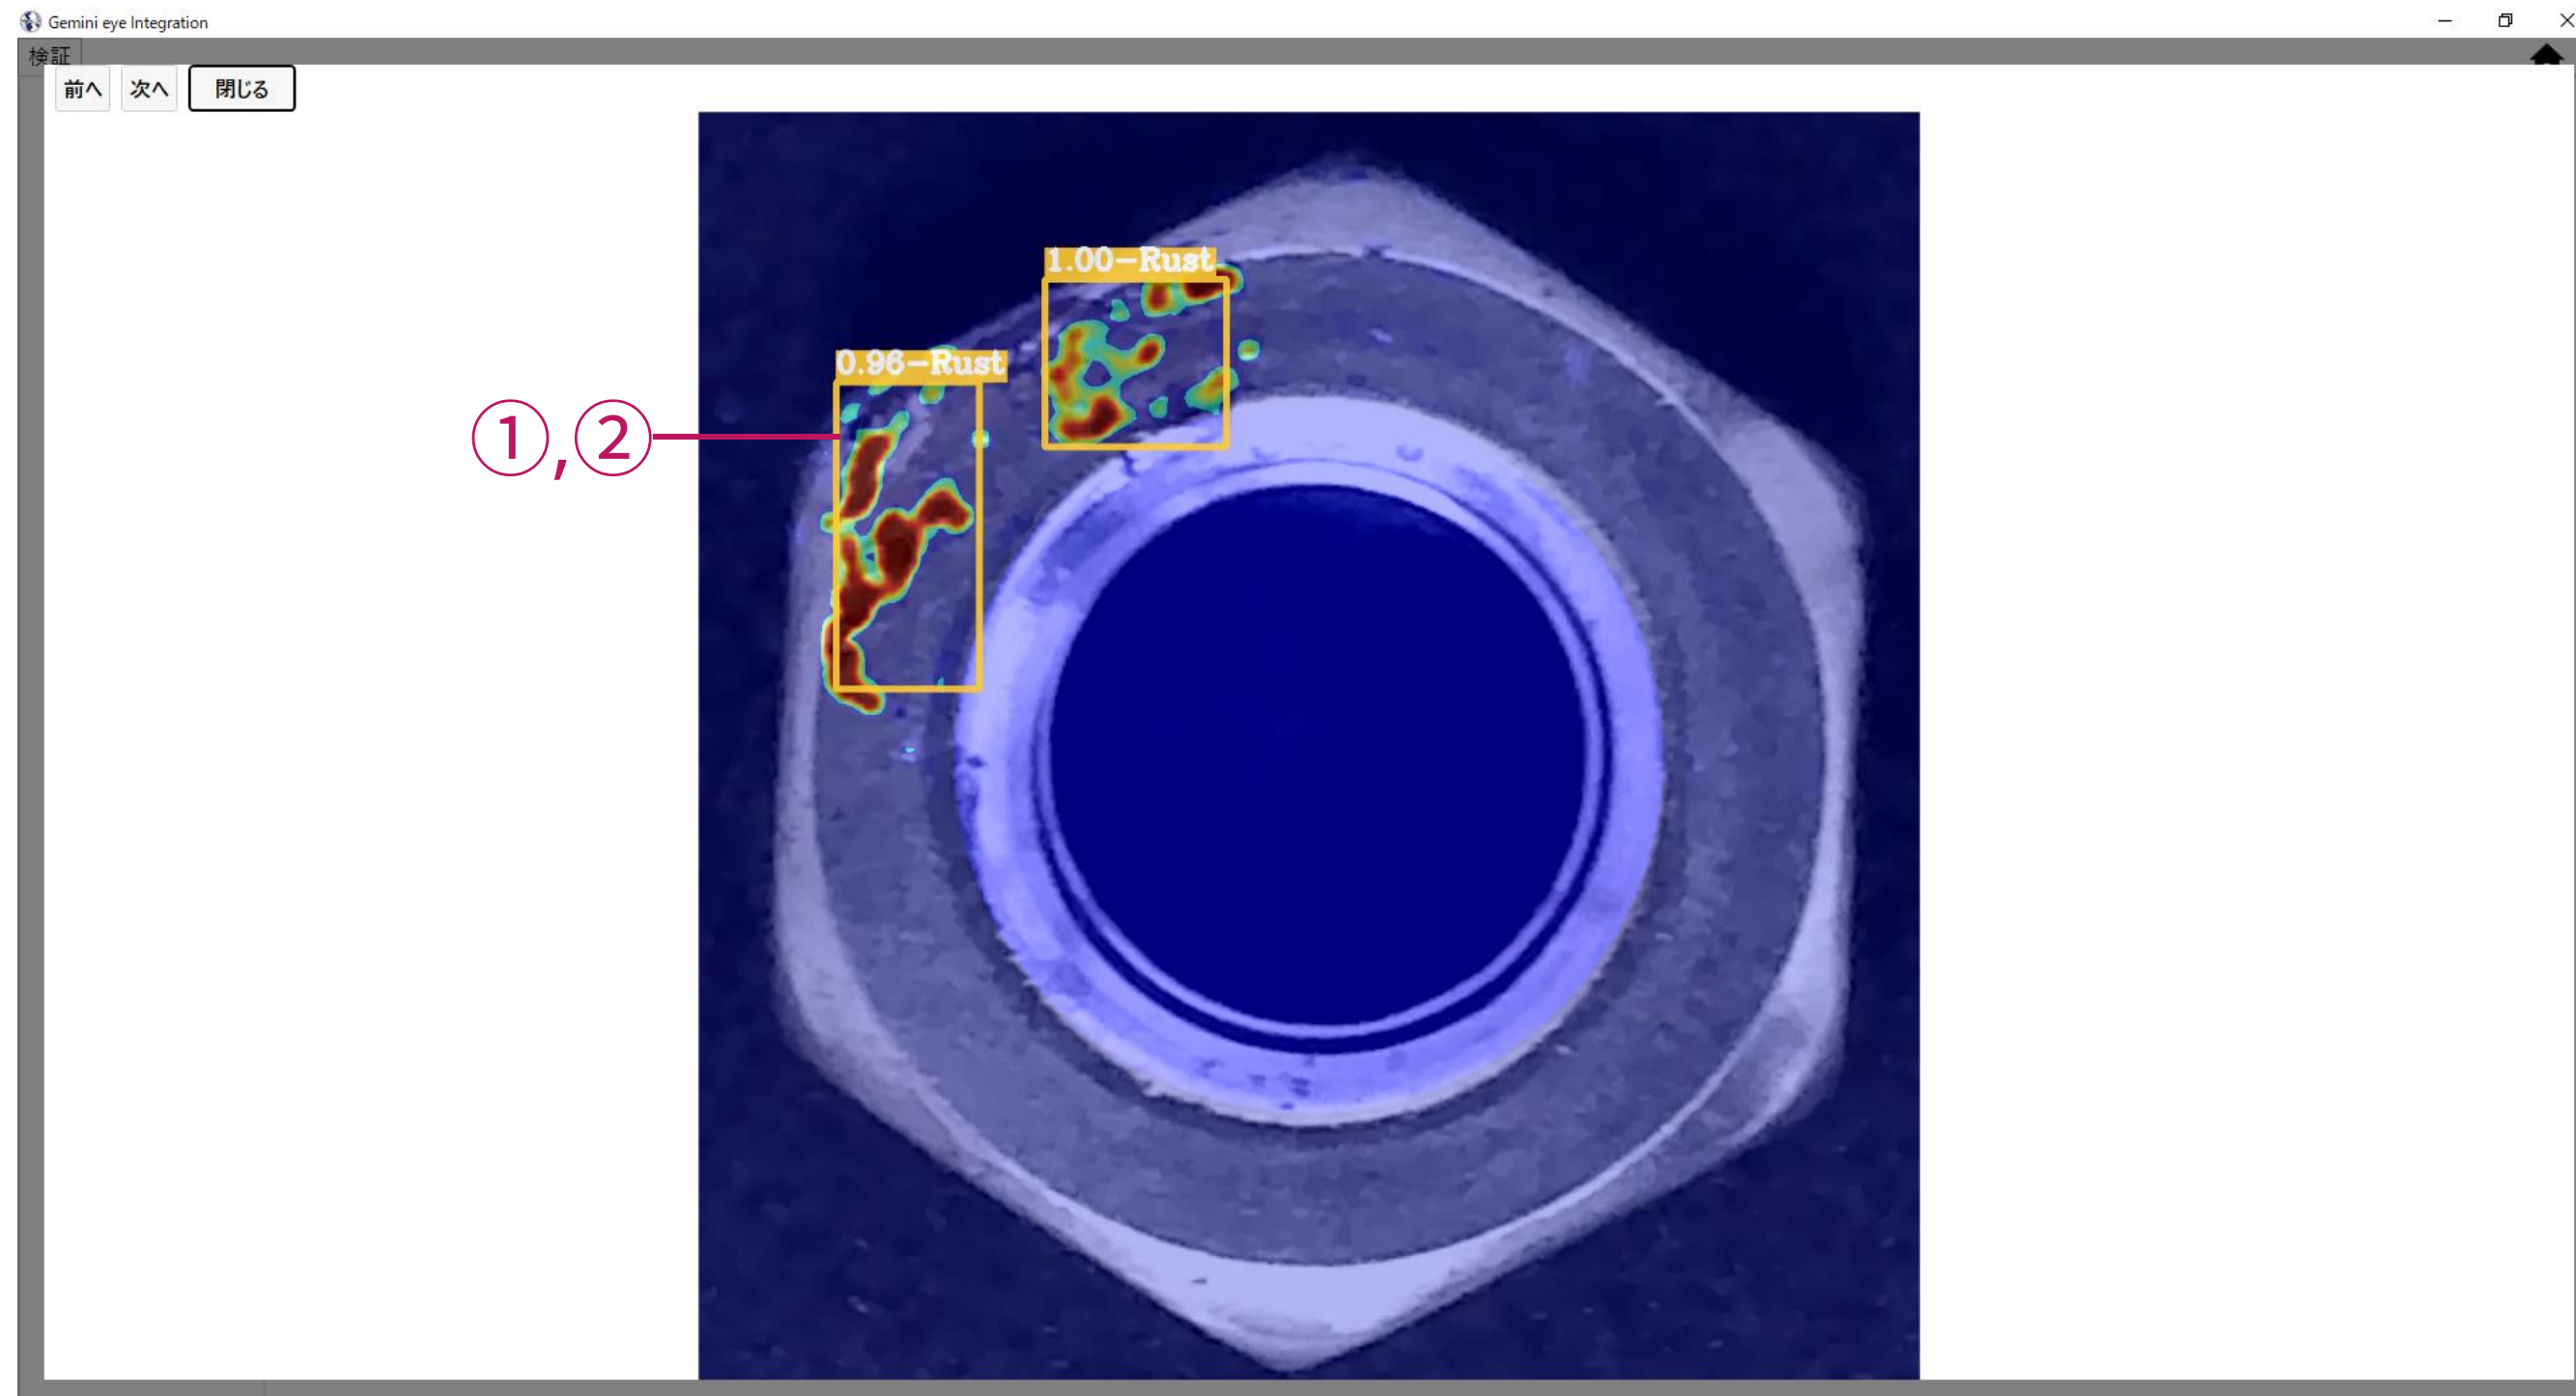 Gemini eye Integration
検証
前へ 次へ 閉じる
1.00-Rust
0.96-Rust
①,②